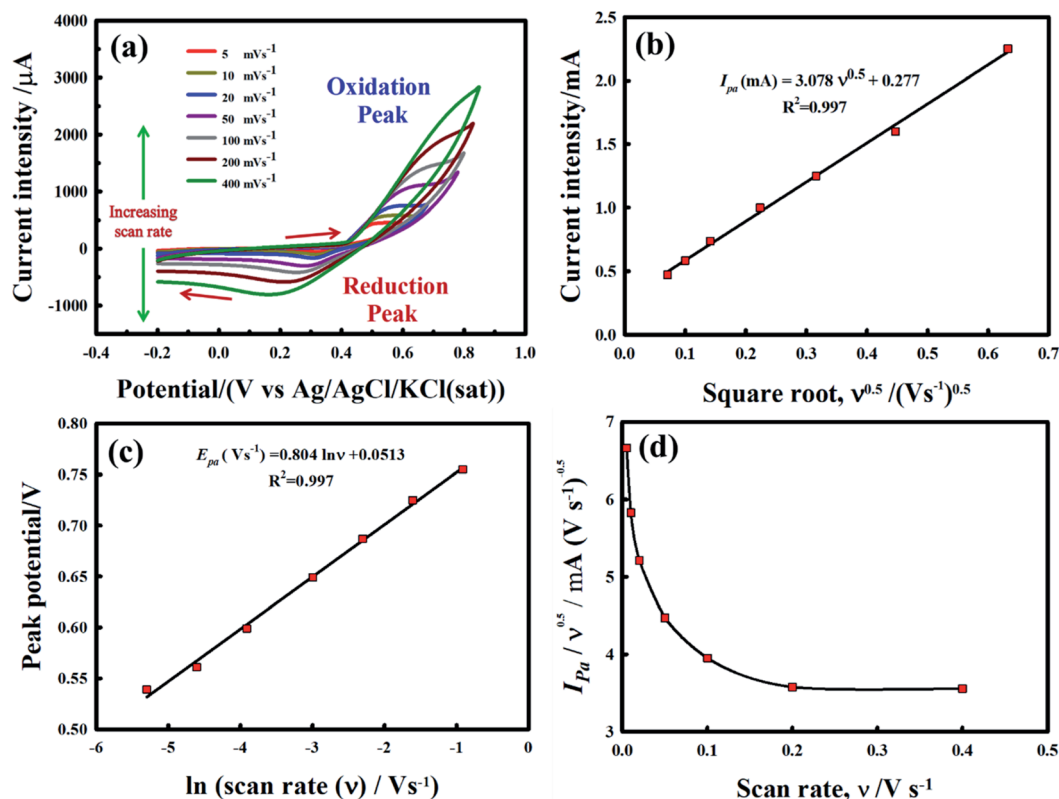 (a)
5 mVs⁻¹
10 mVs⁻¹
20 mVs⁻¹
50 mVs⁻¹
100 mVs⁻¹
200 mVs⁻¹
400 mVs⁻¹
Oxidation
Peak
Increasing
scan rate
Reduction
Peak
Current intensity /μA
4000
3000
2000
1000
0
-1000
-0.4 -0.2 0.0 0.2 0.4 0.6 0.8 1.0
Potential/(V vs Ag/AgCl/KCl(sat))
(b)
I_pa (mA) = 3.078 ν^0.5 + 0.277
R²=0.997
Current intensity/mA
2.5
2.0
1.5
1.0
0.5
0.0
0.0 0.1 0.2 0.3 0.4 0.5 0.6 0.7
Square root, ν^0.5 /(Vs⁻¹)^0.5
(c)
E_pa ( Vs⁻¹) =0.804 lnν +0.0513
R²=0.997
Peak potential/V
0.80
0.75
0.70
0.65
0.60
0.55
0.50
-6 -5 -4 -3 -2 -1 0
ln (scan rate (ν) / Vs⁻¹)
(d)
I_Pa / ν^0.5 / mA (V s⁻¹)^-0.5
7
6
5
4
3
0.0 0.1 0.2 0.3 0.4 0.5
Scan rate, ν /V s⁻¹